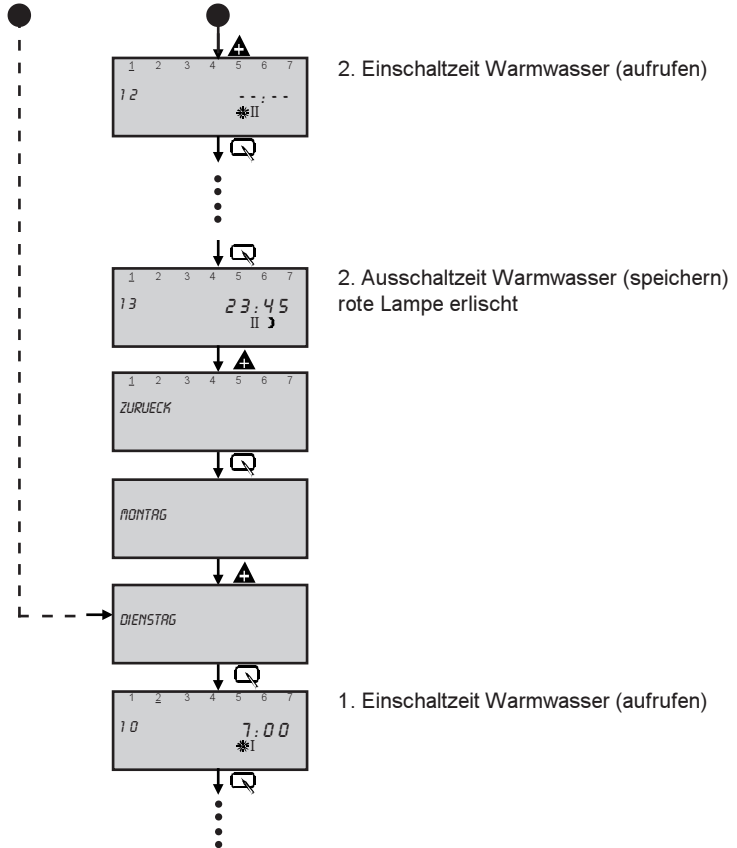 1 2 3 4 5 6 7
2. Einschaltzeit Warmwasser (aufrufen)
12 --:--
II
1 2 3 4 5 6 7
2. Ausschaltzeit Warmwasser (speichern)
13 23:45
rote Lampe erlischt
II
1 2 3 4 5 6 7
ZURUECK
MONTAG
DIENSTAG
1 2 3 4 5 6 7
1. Einschaltzeit Warmwasser (aufrufen)
10 7:00
I